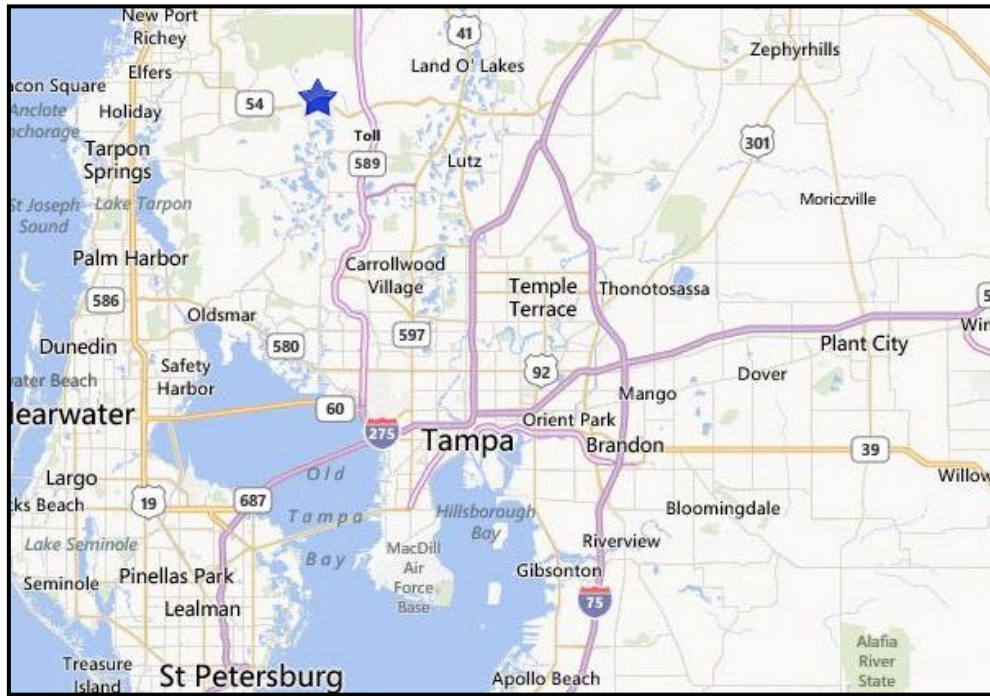 New Port
Richey
41
Zephyrhills
Land O' Lakes
Elfers
acon Square
54
Holiday
Anclote
nchorage
Toll
589
301
Tarpon
Springs
Lutz
St Joseph
Sound
Lake Tarpon
Moriczville
Palm Harbor
Carrollwood
Village
Temple
Terrace
Thonotosassa
586
5
Oldsmar
597
Win
Dunedin
580
Plant City
Safety
Harbor
92
Dover
water Beach
Mango
learwater
60
Orient Park
275
Tampa
Brandon
39
Largo
Old
Willow
cks Beach
19
687
Tampa
Hillsborough
Bay
Bloomingdale
Lake Seminole
Bay
MacDill
Air
Force
Base
Riverview
Seminole
Pinellas Park
Gibsonton
Lealman
75
Treasure
Island
St Petersburg
Apollo Beach
Alafia
River
State